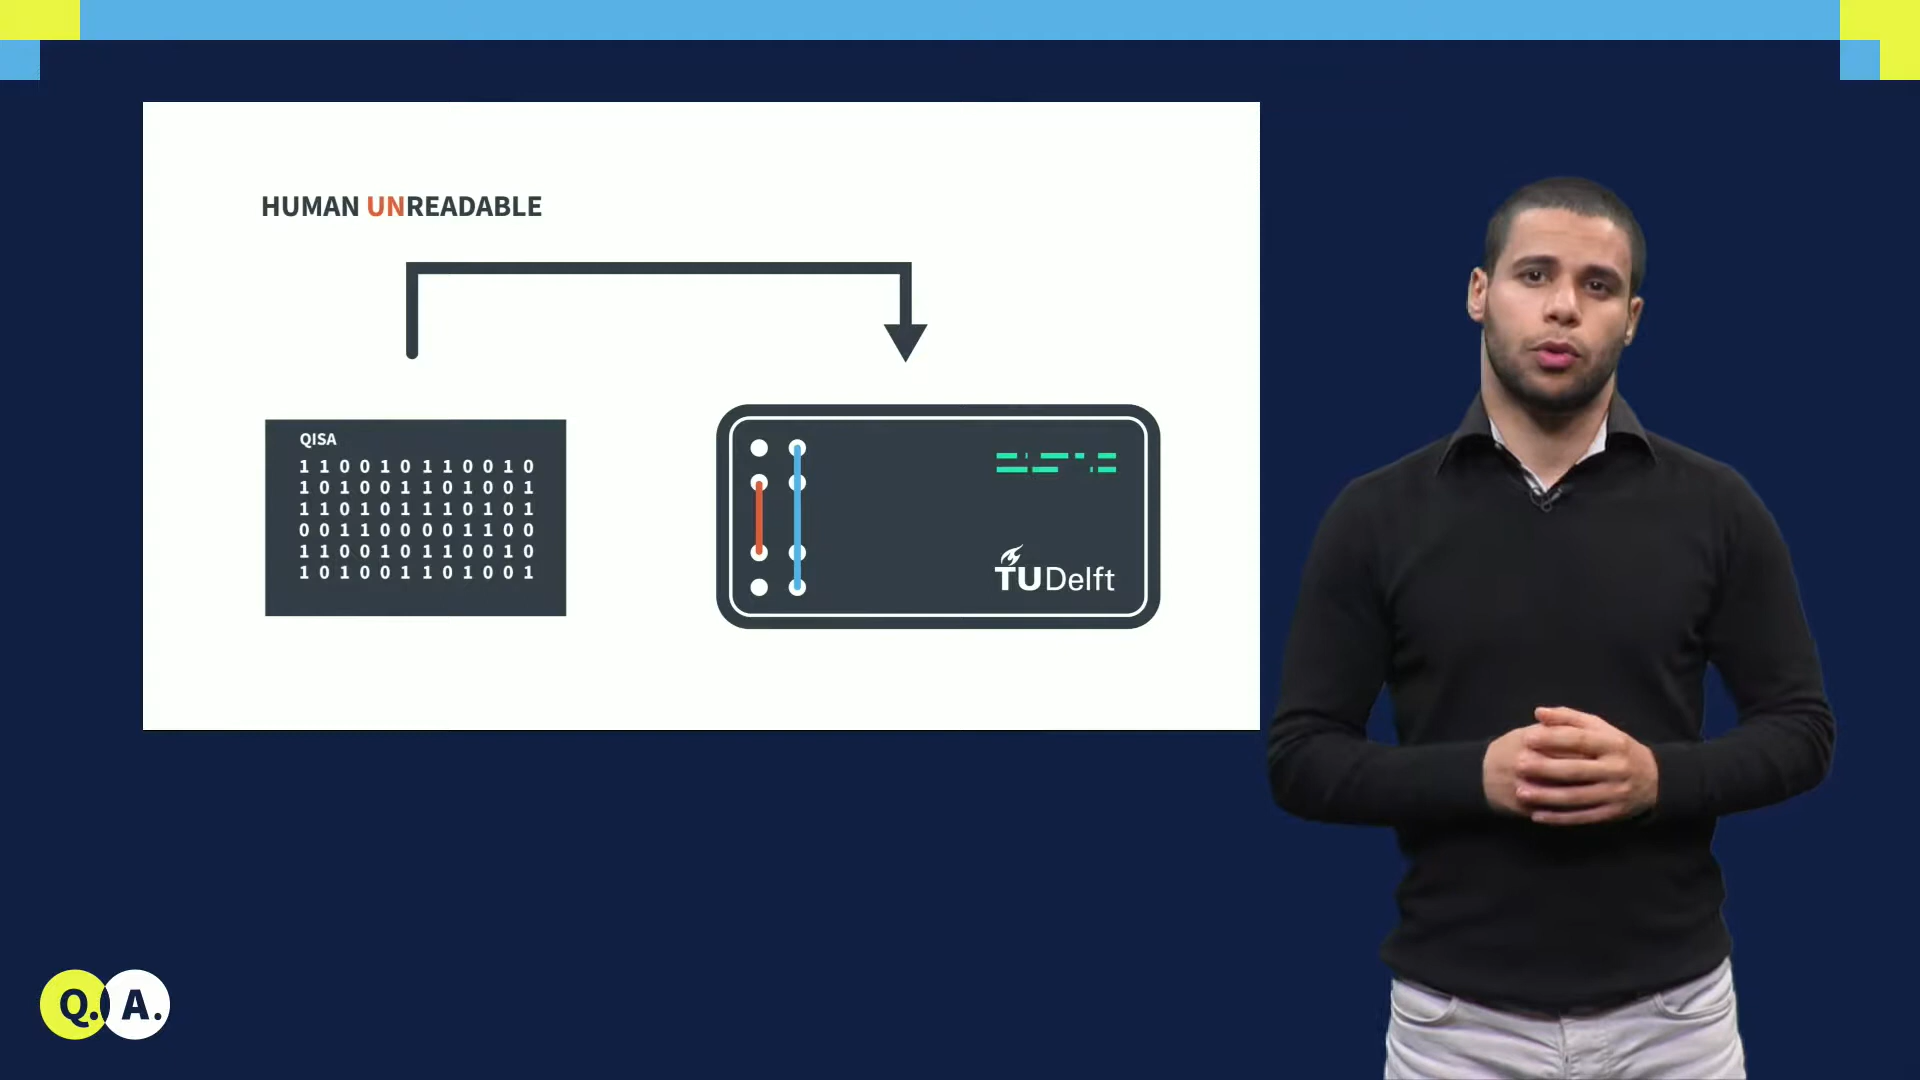 HUMAN UNREADABLE
QISA
1 1 0 0 1 0 1 1 0 0 1 0
1 0 1 0 0 1 1 0 1 0 0 1
1 1 0 1 0 1 1 1 0 1 0 1
0 0 1 1 0 0 0 0 1 1 0 0
1 1 0 0 1 0 1 1 0 0 1 0
1 0 1 0 0 1 1 0 1 0 0 1
TUDelft
Q. A.